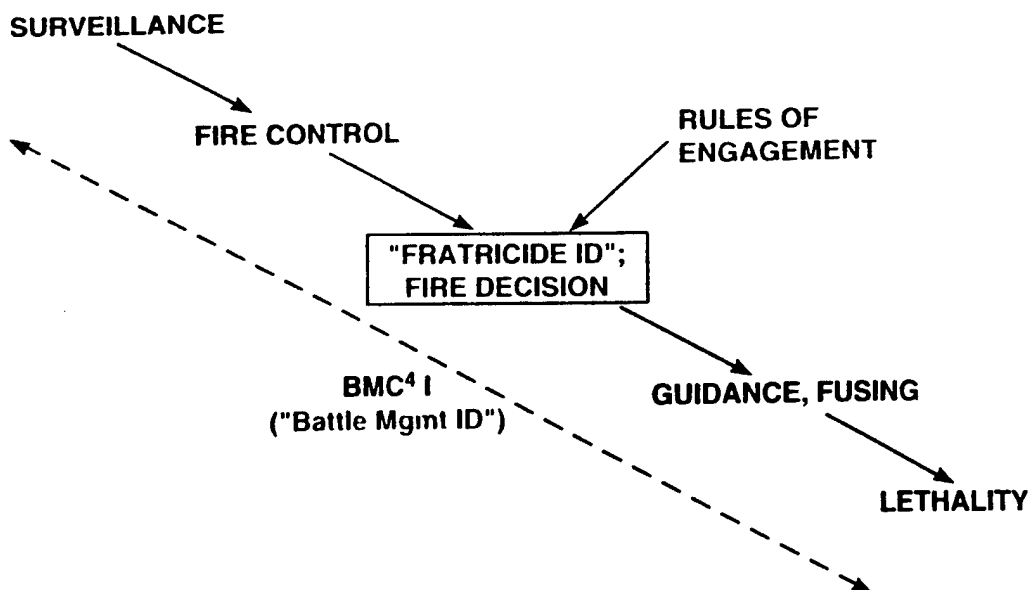 SURVEILLANCE
FIRE CONTROL
RULES OF
ENGAGEMENT
"FRATRICIDE ID";
FIRE DECISION
BMC⁴ I
("Battle Mgmt ID")
GUIDANCE, FUSING
LETHALITY